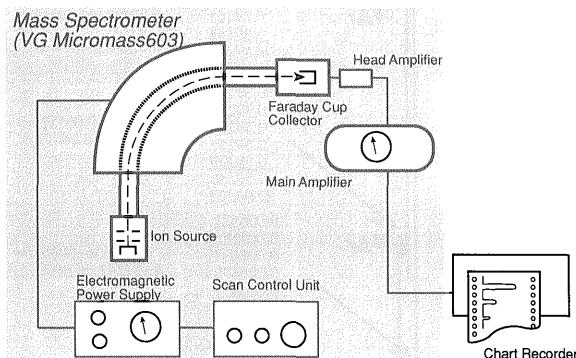 Mass Spectrometer
(VG Micromass603)
Head Amplifier
Faraday Cup
Collector
Main Amplifier
Ion Source
Electromagnetic
Power Supply
Scan Control Unit
Chart Recorder